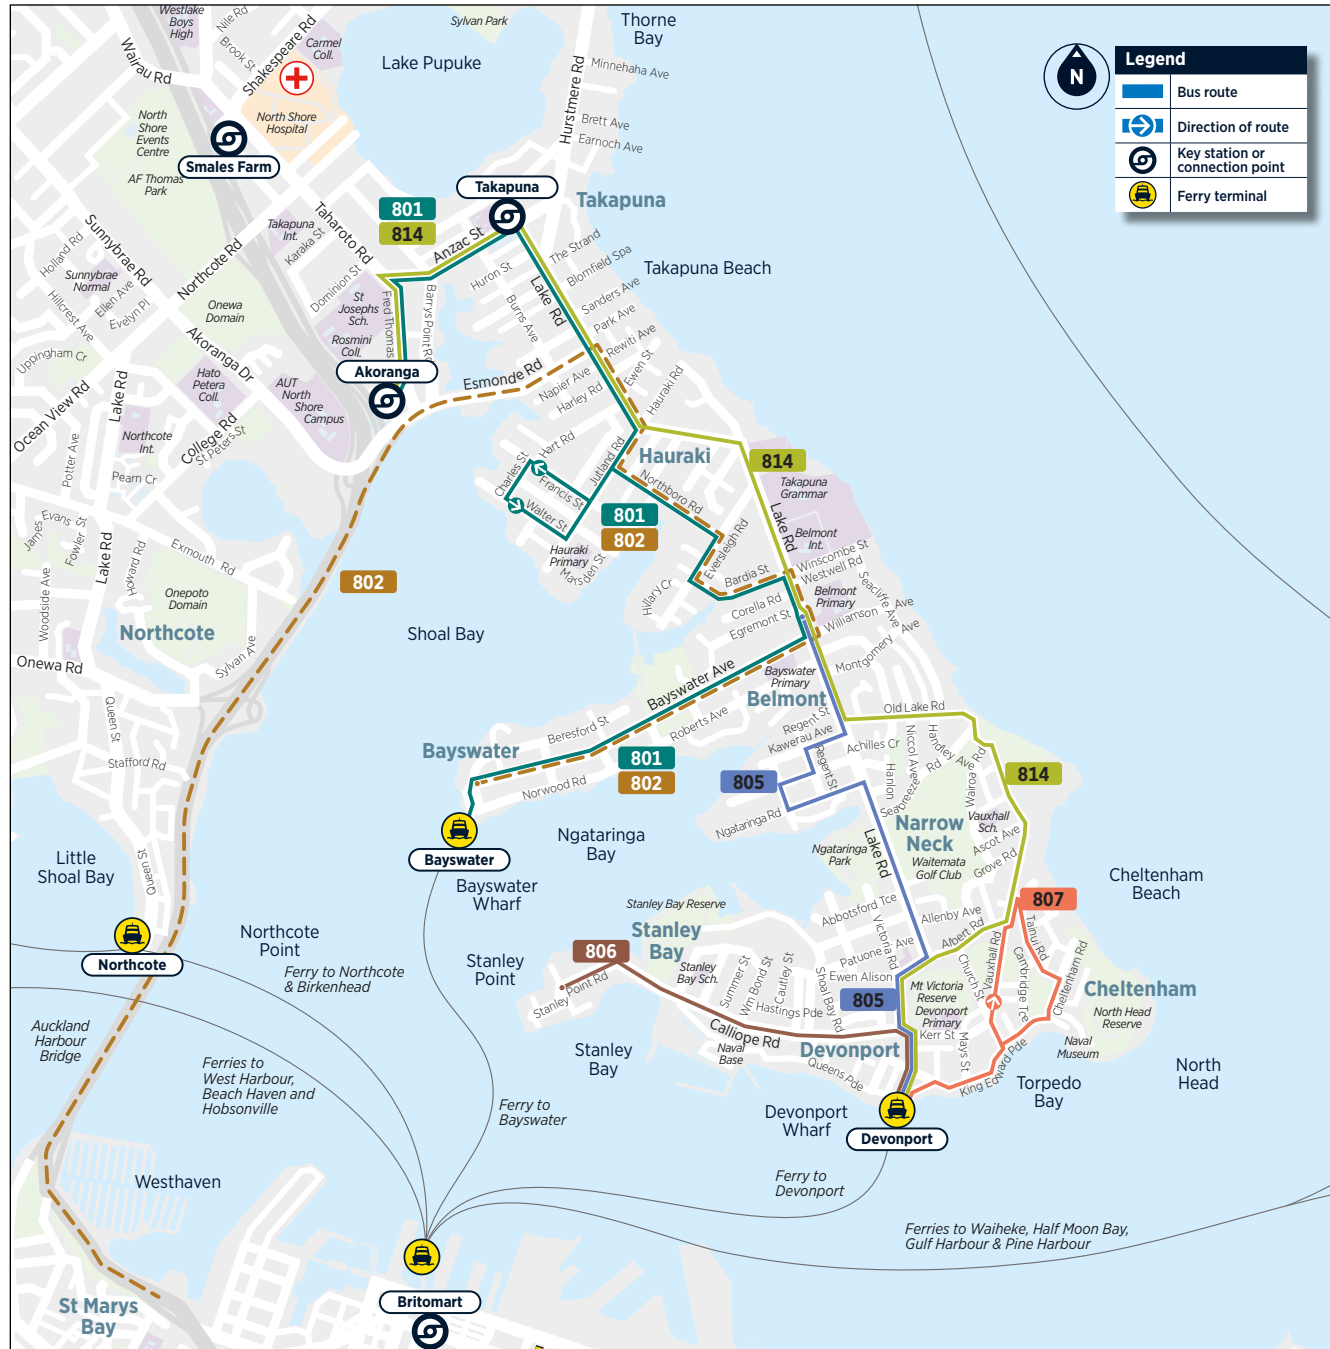 Westlake
Boys
High
Nile Rd
Brook St
Shakespeare Rd
Carmel
Coll.
Sylvan Park
Thorne
Bay
Lake Pupuke
Wairau Rd
Minnehaha Ave
Hurstmere Rd
North
Shore
Events
Centre
North Shore
Hospital
Brett Ave
Earnoch Ave
Smales Farm
AF Thomas
Park
N
Legend
Bus route
Direction of route
Key station or
connection point
Ferry terminal
Takapuna
Takapuna
801
814
Anzac St
Taharoto Rd
Takapuna
Int.
Karaka St
Sunnybrae Rd
Holland Rd
Northcote Rd
The Strand
Blomfield Spa
Takapuna Beach
Huron St
Lake Rd
Sunnybrae
Normal
Ellen Ave
Evelyn Pl
Hillcrest Ave
Dominion St
St
Josephs
Sch.
Fred Thomas
Barrys Point Rd
Burns Ave
Sanders Ave
Park Ave
Rewiti Ave
Onewa
Domain
Akoranga Dr
Rosmini
Coll.
Ewen St
Uppingham Cr
Akoranga
Esmonde Rd
Napier Ave
Harley Rd
Hauraki Rd
Hato
Petera
Coll.
AUT
North
Shore
Campus
Ocean View Rd
Lake Rd
College Rd
St Peters St
Northcote
Int.
Potter Ave
Pearn Cr
Hart Rd
Charles St
Francis St
Jutland Rd
Walter St
Hauraki
Northboro Rd
814
Takapuna
Grammar
801
802
Lake Rd
Belmont
Int.
Hauraki
Primary
Marsden St
Eversleigh Rd
Winscombe St
Westwell Rd
Bardia St
Seacliffe Ave
Belmont
Primary
Hillary Cr
Corella Rd
Egremont St
Williamson Ave
Montgomery Ave
James
Evans
Fowler St
Lake Rd
Howard Rd
Exmouth Rd
Woodside Ave
Onepoto
Domain
802
Northcote
Shoal Bay
Sylvan Ave
Onewa Rd
Queen St
Stafford Rd
Bayswater Ave
Bayswater
Primary
Belmont
Beresford St
Roberts Ave
Regent St
Kawerau Ave
Old Lake Rd
Bayswater
801
802
Norwood Rd
805
Regent St
Achilles Cr
Niccol Ave
Handley Ave
Hanlon
Seabreeze Rd
Wairoa Rd
814
Ngataringa Rd
Vauxhall
Sch.
Narrow
Neck
Ascot Ave
Grove Rd
Lake Rd
Waitemata
Golf Club
Ngataringa
Park
Ngataringa
Bay
Bayswater
Bayswater
Wharf
Little
Shoal Bay
Queen St
Cheltenham
Beach
807
Stanley Bay Reserve
Abbotsford Tce
Allenby Ave
Victoria Rd
Albert Rd
Patuone Ave
Tainui Rd
Vauxhall Rd
Church St
Cambridge Tce
Cheltenham Rd
Northcote
Northcote
Point
Ferry to Northcote
& Birkenhead
Stanley
Point
806
Stanley
Bay
Stanley
Bay Sch.
Stanley Point Rd
Summer St
Wm Bond St
Cautley St
Hastings Pde
Shoal Bay Rd
Ewen Alison
805
Mt Victoria
Reserve
Devonport
Primary
Cheltenham
North Head
Reserve
Calliope Rd
Naval
Base
Devonport
Kerr St
Mays St
Naval
Museum
Queens Pde
King Edward Pde
Auckland
Harbour
Bridge
Ferries to
West Harbour,
Beach Haven and
Hobsonville
Stanley
Bay
Ferry to
Bayswater
Torpedo
Bay
North
Head
Devonport
Wharf
Devonport
Westhaven
Ferry to
Devonport
Ferries to Waiheke, Half Moon Bay,
Gulf Harbour & Pine Harbour
St Marys
Bay
Britomart